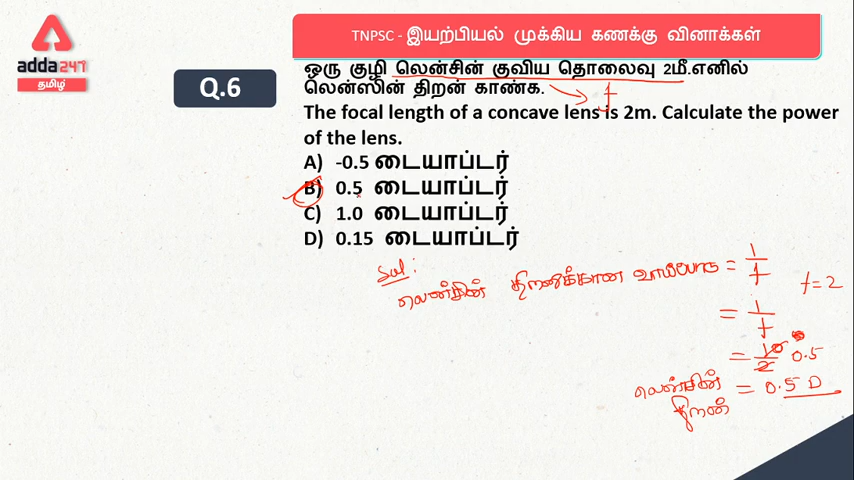 TNPSC - இயற்பியல் முக்கிய கணக்கு வினாக்கள்
adda247
தமிழ்
Q.6
ஒரு குழி லென்சின் குவிய தொலைவு 2மீ.எனில்
லென்ஸின் திறன் காண்க.
f
The focal length of a concave lens is 2m. Calculate the power
of the lens.
A) -0.5 டையாப்டர்
B) 0.5 டையாப்டர்
C) 1.0 டையாப்டர்
D) 0.15 டையாப்டர்
Sol:
லென்சின் திறனுக்கான வாய்பாடு = 1/f
f = 2
= 1/f
= 10/2 0.5
லென்சின் திறன் = 0.5 D